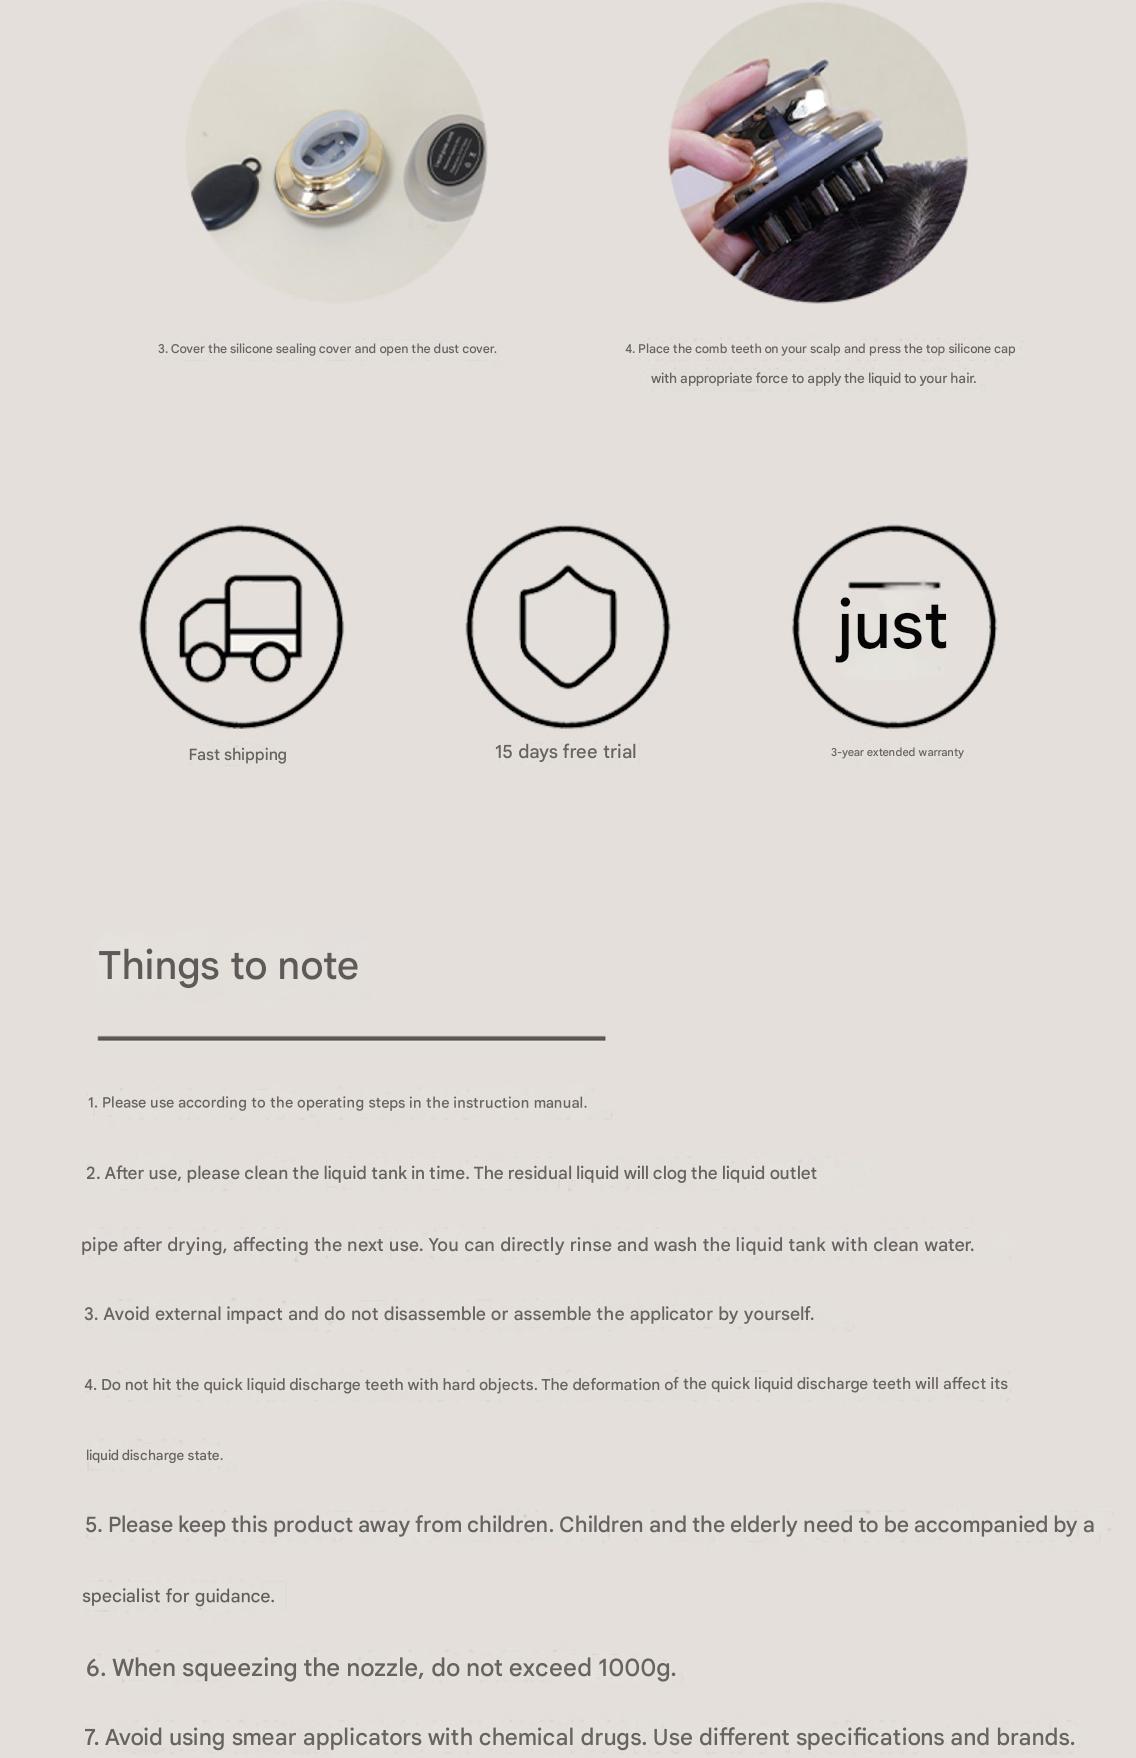 3. Cover the silicone sealing cover and open the dust cover.
4. Place the comb teeth on your scalp and press the top silicone cap
with appropriate force to apply the liquid to your hair.
just
Fast shipping
15 days free trial
3-year extended warranty
Things to note
1. Please use according to the operating steps in the instruction manual.
2. After use, please clean the liquid tank in time. The residual liquid will clog the liquid outlet
pipe after drying, affecting the next use. You can directly rinse and wash the liquid tank with clean water.
3. Avoid external impact and do not disassemble or assemble the applicator by yourself.
4. Do not hit the quick liquid discharge teeth with hard objects. The deformation of the quick liquid discharge teeth will affect its
liquid discharge state.
5. Please keep this product away from children. Children and the elderly need to be accompanied by a
specialist for guidance.
6. When squeezing the nozzle, do not exceed 1000g.
7. Avoid using smear applicators with chemical drugs. Use different specifications and brands.